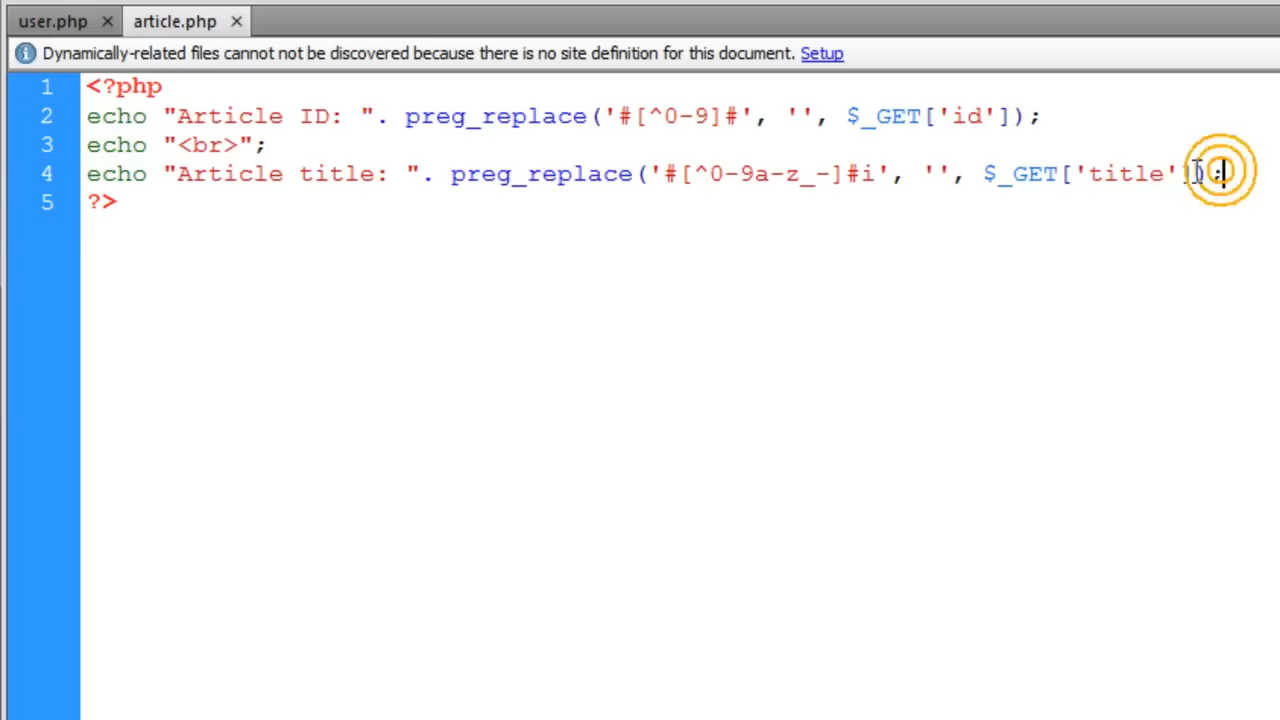 user.php × article.php ×
Dynamically-related files cannot not be discovered because there is no site definition for this document. Setup
1 <?php
2 echo "Article ID: ". preg_replace('#[^0-9]#', '', $_GET['id']);
3 echo "<br>";
4 echo "Article title: ". preg_replace('#[^0-9a-z_-]#i', '', $_GET['title']);
5 ?>